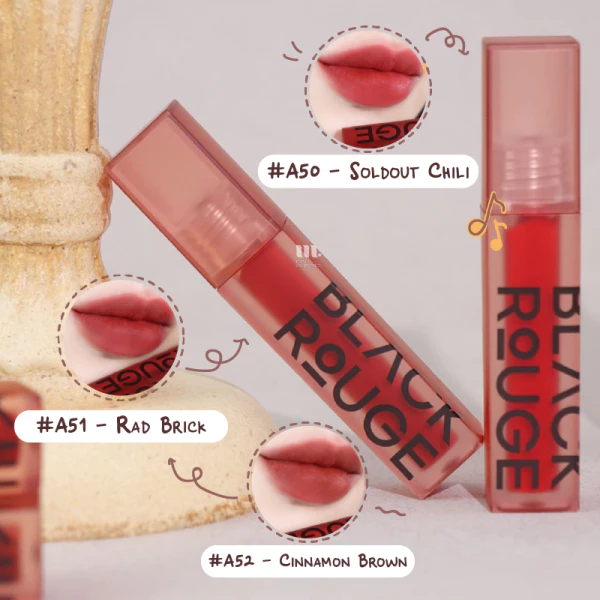 #A50 - SOLDOUT CHILI
BLACK
ROUGE
BLACK
ROUGE
#A51 - RAD BRICK
#A52 - CINNAMON BROWN